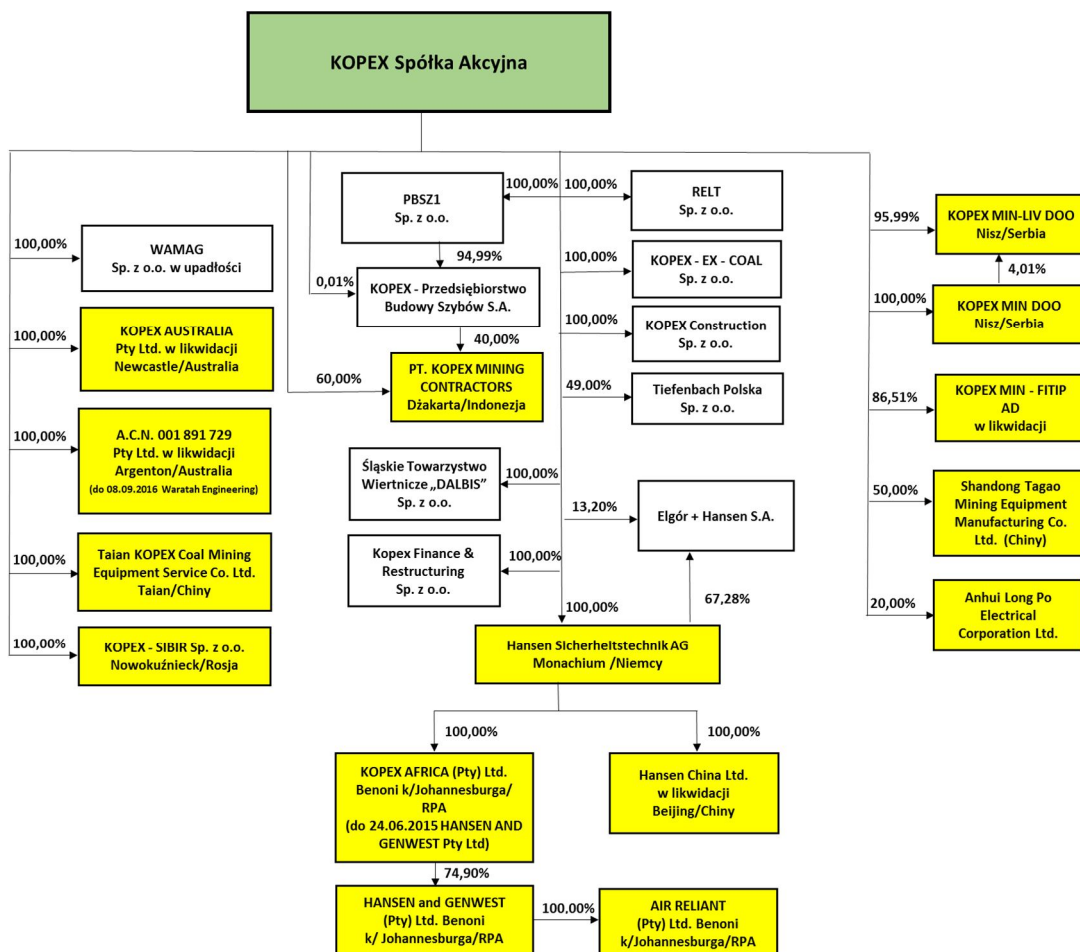 KOPEX Spółka Akcyjna
100,00%
WAMAG
Sp. z o.o. w upadłości
100,00%
KOPEX AUSTRALIA
Pty Ltd. w likwidacji
Newcastle/Australia
100,00%
A.C.N. 001 891 729
Pty Ltd. w likwidacji
Argenton/Australia
(do 08.09.2016 Waratah Engineering)
100,00%
Taian KOPEX Coal Mining
Equipment Service Co. Ltd.
Taian/Chiny
100,00%
KOPEX - SIBIR Sp. z o.o.
Nowokuźnieck/Rosja
PBSZ1
Sp. z o.o.
100,00%
94,99%
0,01%
KOPEX - Przedsiębiorstwo
Budowy Szybów S.A.
40,00%
60,00%
PT. KOPEX MINING
CONTRACTORS
Dżakarta/Indonezja
Śląskie Towarzystwo
Wiertnicze „DALBIS”
Sp. z o.o.
100,00%
Kopex Finance &
Restructuring
Sp. z o.o.
100,00%
100,00%
RELT
Sp. z o.o.
100,00%
KOPEX - EX - COAL
Sp. z o.o.
100,00%
KOPEX Construction
Sp. z o.o.
49,00%
Tiefenbach Polska
Sp. z o.o.
13,20%
Elgór + Hansen S.A.
67,28%
100,00%
Hansen Sicherheitstechnik AG
Monachium /Niemcy
95,99%
KOPEX MIN-LIV DOO
Nisz/Serbia
4,01%
100,00%
KOPEX MIN DOO
Nisz/Serbia
86,51%
KOPEX MIN - FITIP
AD
w likwidacji
50,00%
Shandong Tagao
Mining Equipment
Manufacturing Co.
Ltd. (Chiny)
20,00%
Anhui Long Po
Electrical
Corporation Ltd.
100,00%
KOPEX AFRICA (Pty) Ltd.
Benoni k/Johannesburga/
RPA
(do 24.06.2015 HANSEN AND
GENWEST Pty Ltd)
100,00%
Hansen China Ltd.
w likwidacji
Beijing/Chiny
74,90%
HANSEN and GENWEST
(Pty) Ltd. Benoni
k/ Johannesburga/RPA
100,00%
AIR RELIANT
(Pty) Ltd. Benoni
k/Johannesburga/RPA